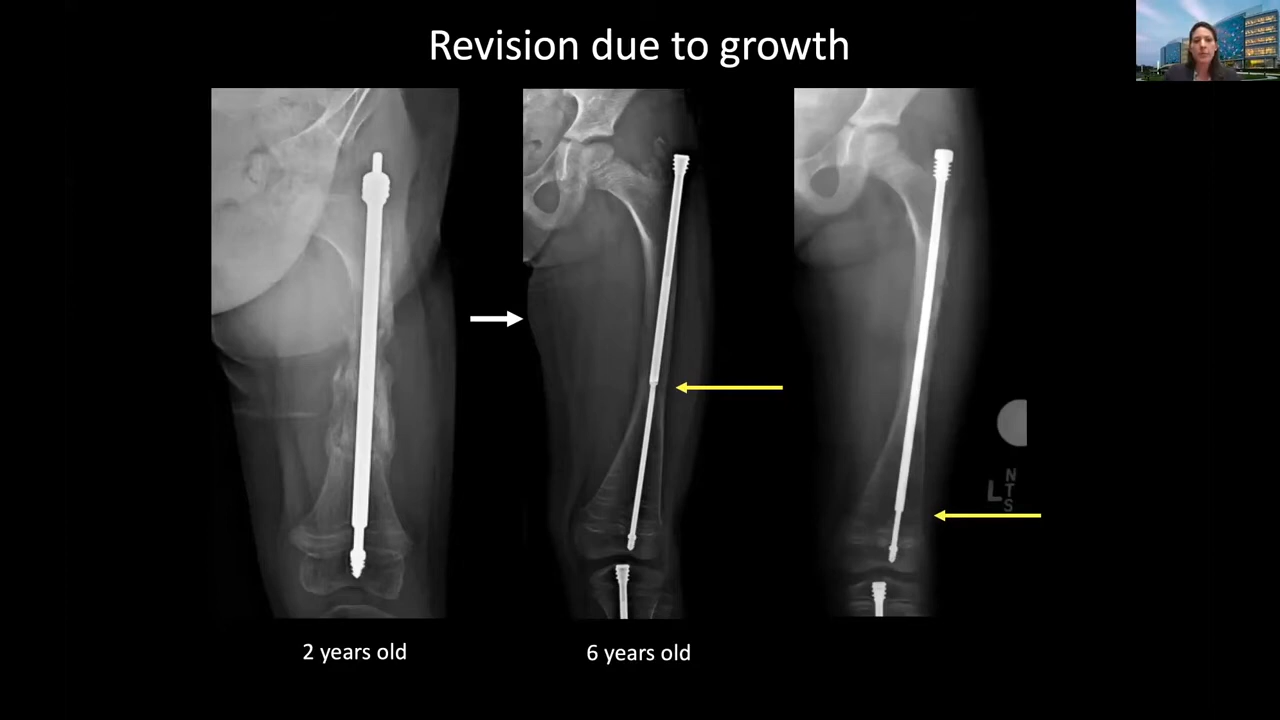 Revision due to growth
L
N
T
S
2 years old
6 years old